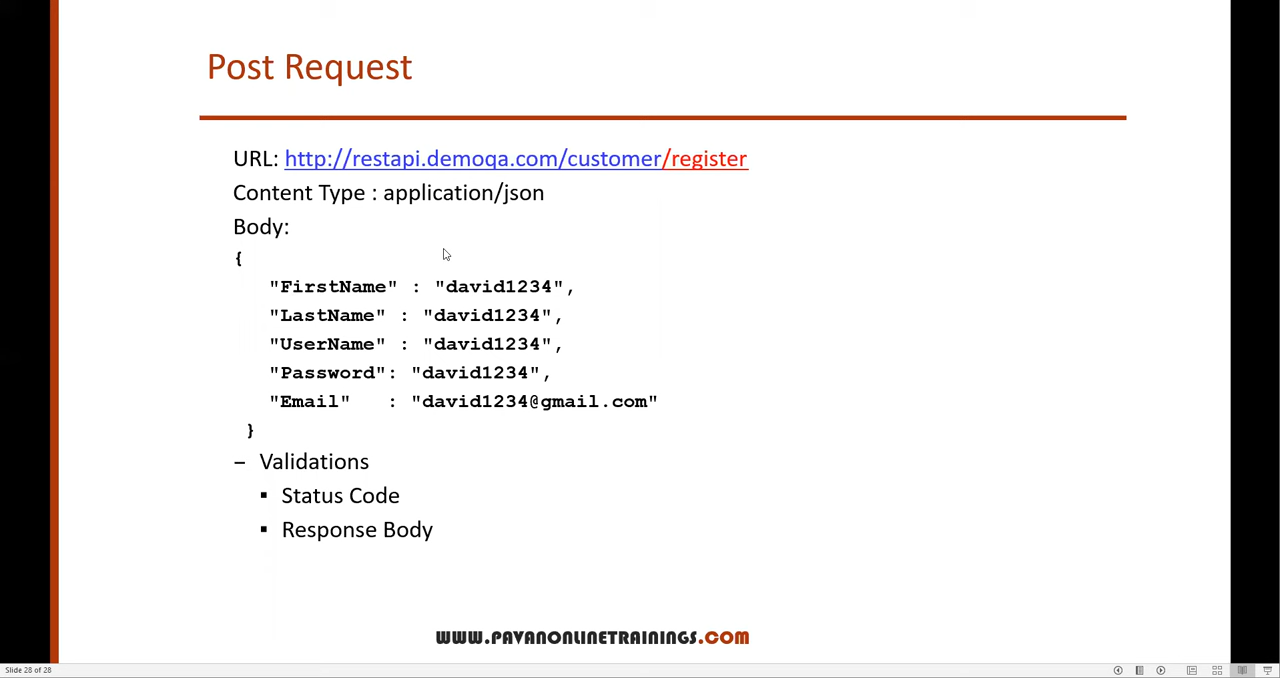 Post Request
URL: http://restapi.demoqa.com/customer/register
Content Type : application/json
Body:
{
"FirstName" : "david1234",
"LastName" : "david1234",
"UserName" : "david1234",
"Password": "david1234",
"Email"   : "david1234@gmail.com"
}
– Validations
▪ Status Code
▪ Response Body
WWW.PAVANONLINETRAININGS.COM
Slide 28 of 28